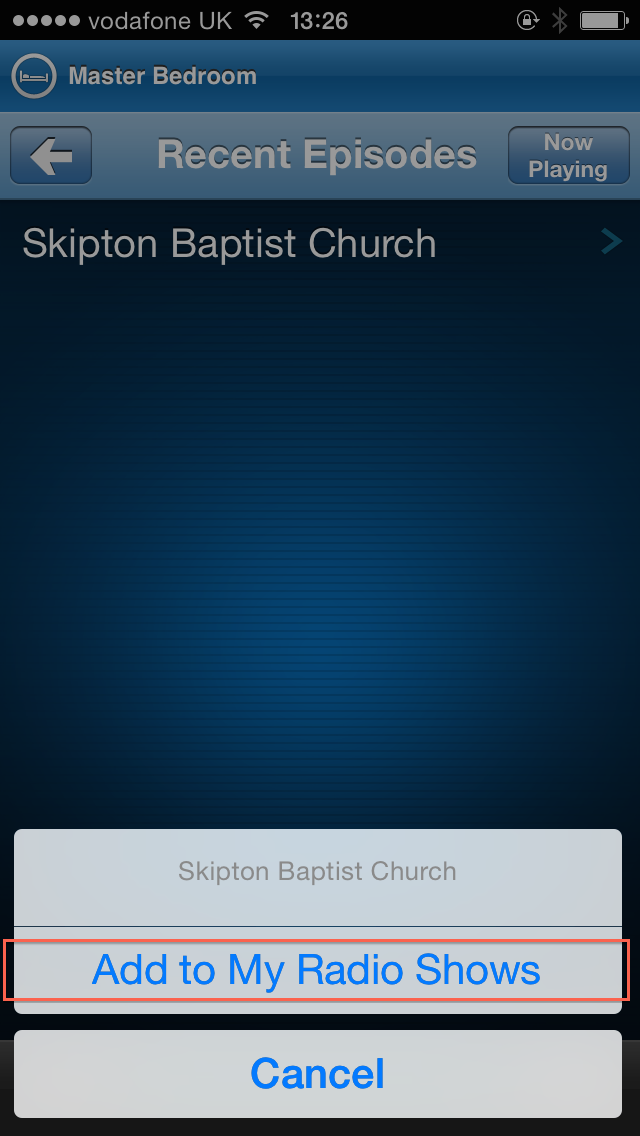 vodafone UK 13:26
Master Bedroom
Recent Episodes
Now
Playing
Skipton Baptist Church
Skipton Baptist Church
Add to My Radio Shows
Cancel